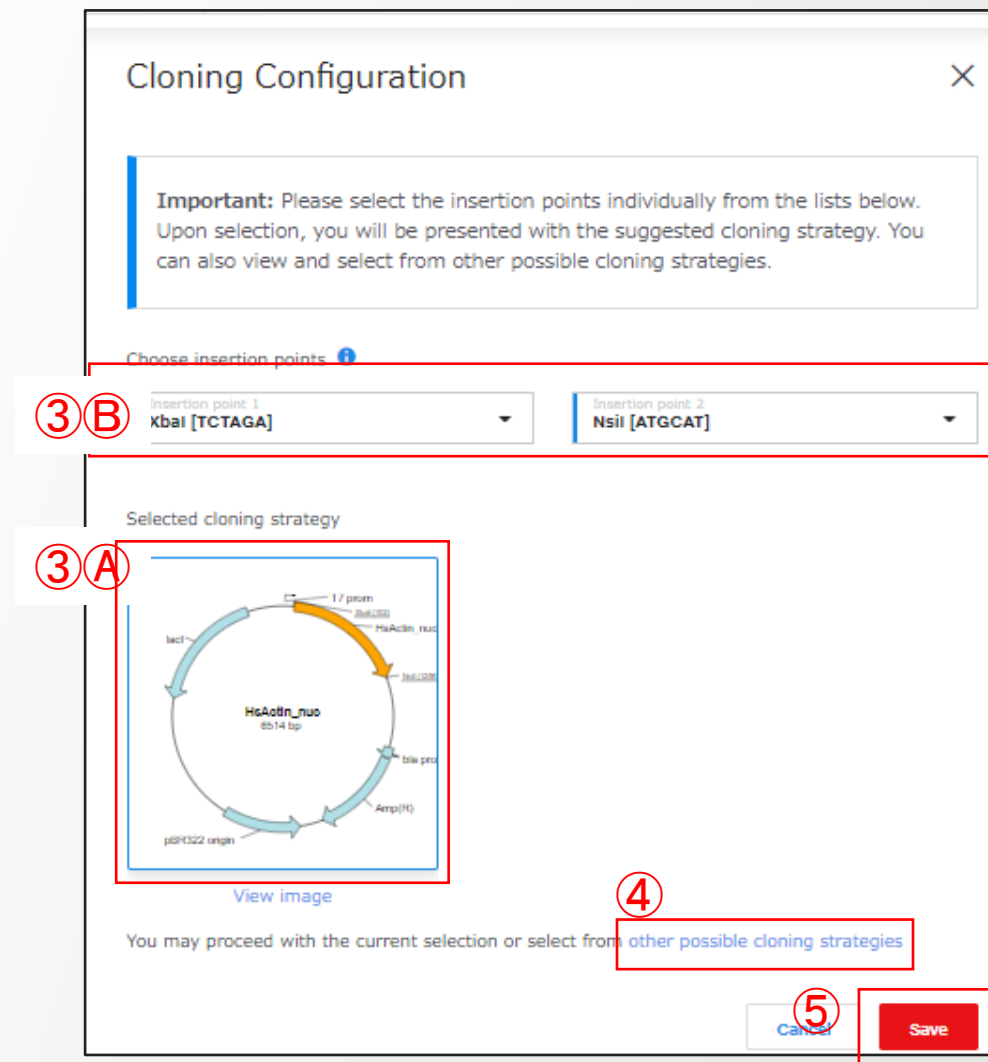 Cloning Configuration
Important: Please select the insertion points individually from the lists below.
Upon selection, you will be presented with the suggested cloning strategy. You
can also view and select from other possible cloning strategies.
Choose insertion points
③Ⓑ
Insertion point 1
XbaI [TCTAGA]
Insertion point 2
NsiI [ATGCAT]
Selected cloning strategy
③Ⓐ
T7 prom
HsActin_nuc
lacI
HsActin_nuc
6514 bp
bla pro
Amp(R)
pBR322 origin
View image
④
You may proceed with the current selection or select from other possible cloning strategies
⑤
Cancel
Save